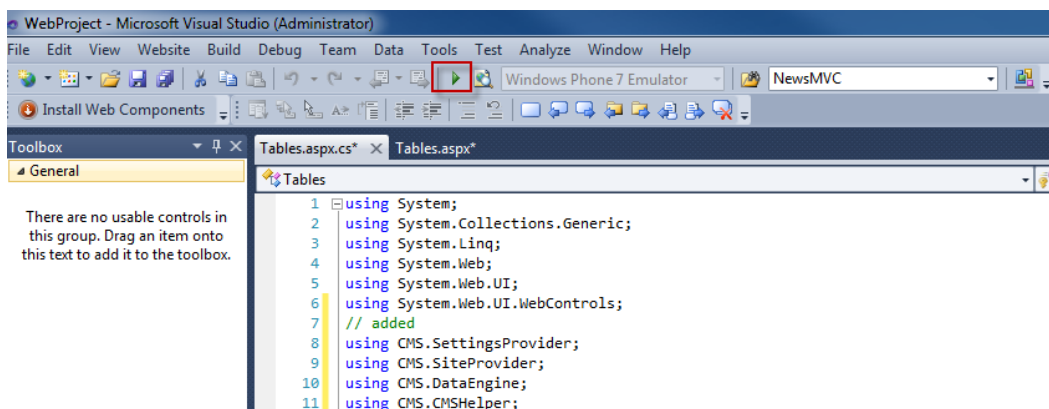 WebProject - Microsoft Visual Studio (Administrator)
File Edit View Website Build Debug Team Data Tools Test Analyze Window Help
Windows Phone 7 Emulator NewsMVC
Install Web Components
Toolbox
Tables.aspx.cs* Tables.aspx*
General
Tables
There are no usable controls in
this group. Drag an item onto
this text to add it to the toolbox.
1 using System;
2 using System.Collections.Generic;
3 using System.Linq;
4 using System.Web;
5 using System.Web.UI;
6 using System.Web.UI.WebControls;
7 // added
8 using CMS.SettingsProvider;
9 using CMS.SiteProvider;
10 using CMS.DataEngine;
11 using CMS.CMSHelper;